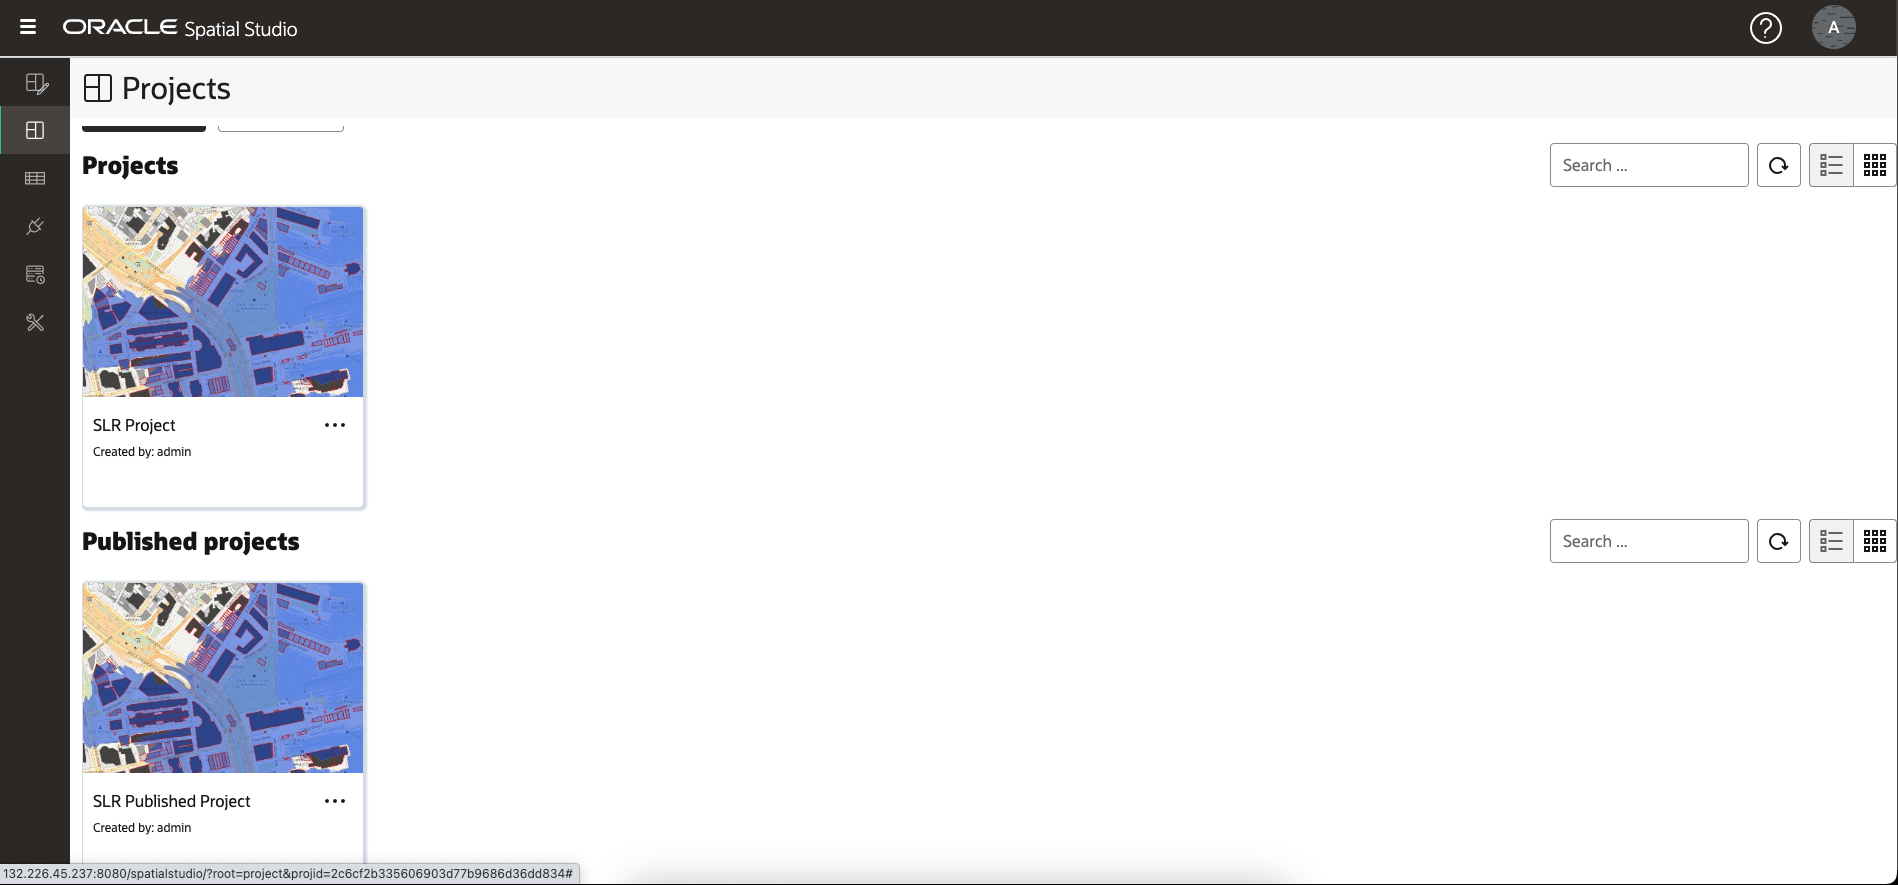 ORACLE Spatial Studio
?
A
Projects
Projects
Search ...
SLR Project
Created by: admin
Published projects
Search ...
SLR Published Project
Created by: admin
132.226.45.237:8080/spatialstudio/?root=project&projid=2c6cf2b335606903d77b9686d36dd834#